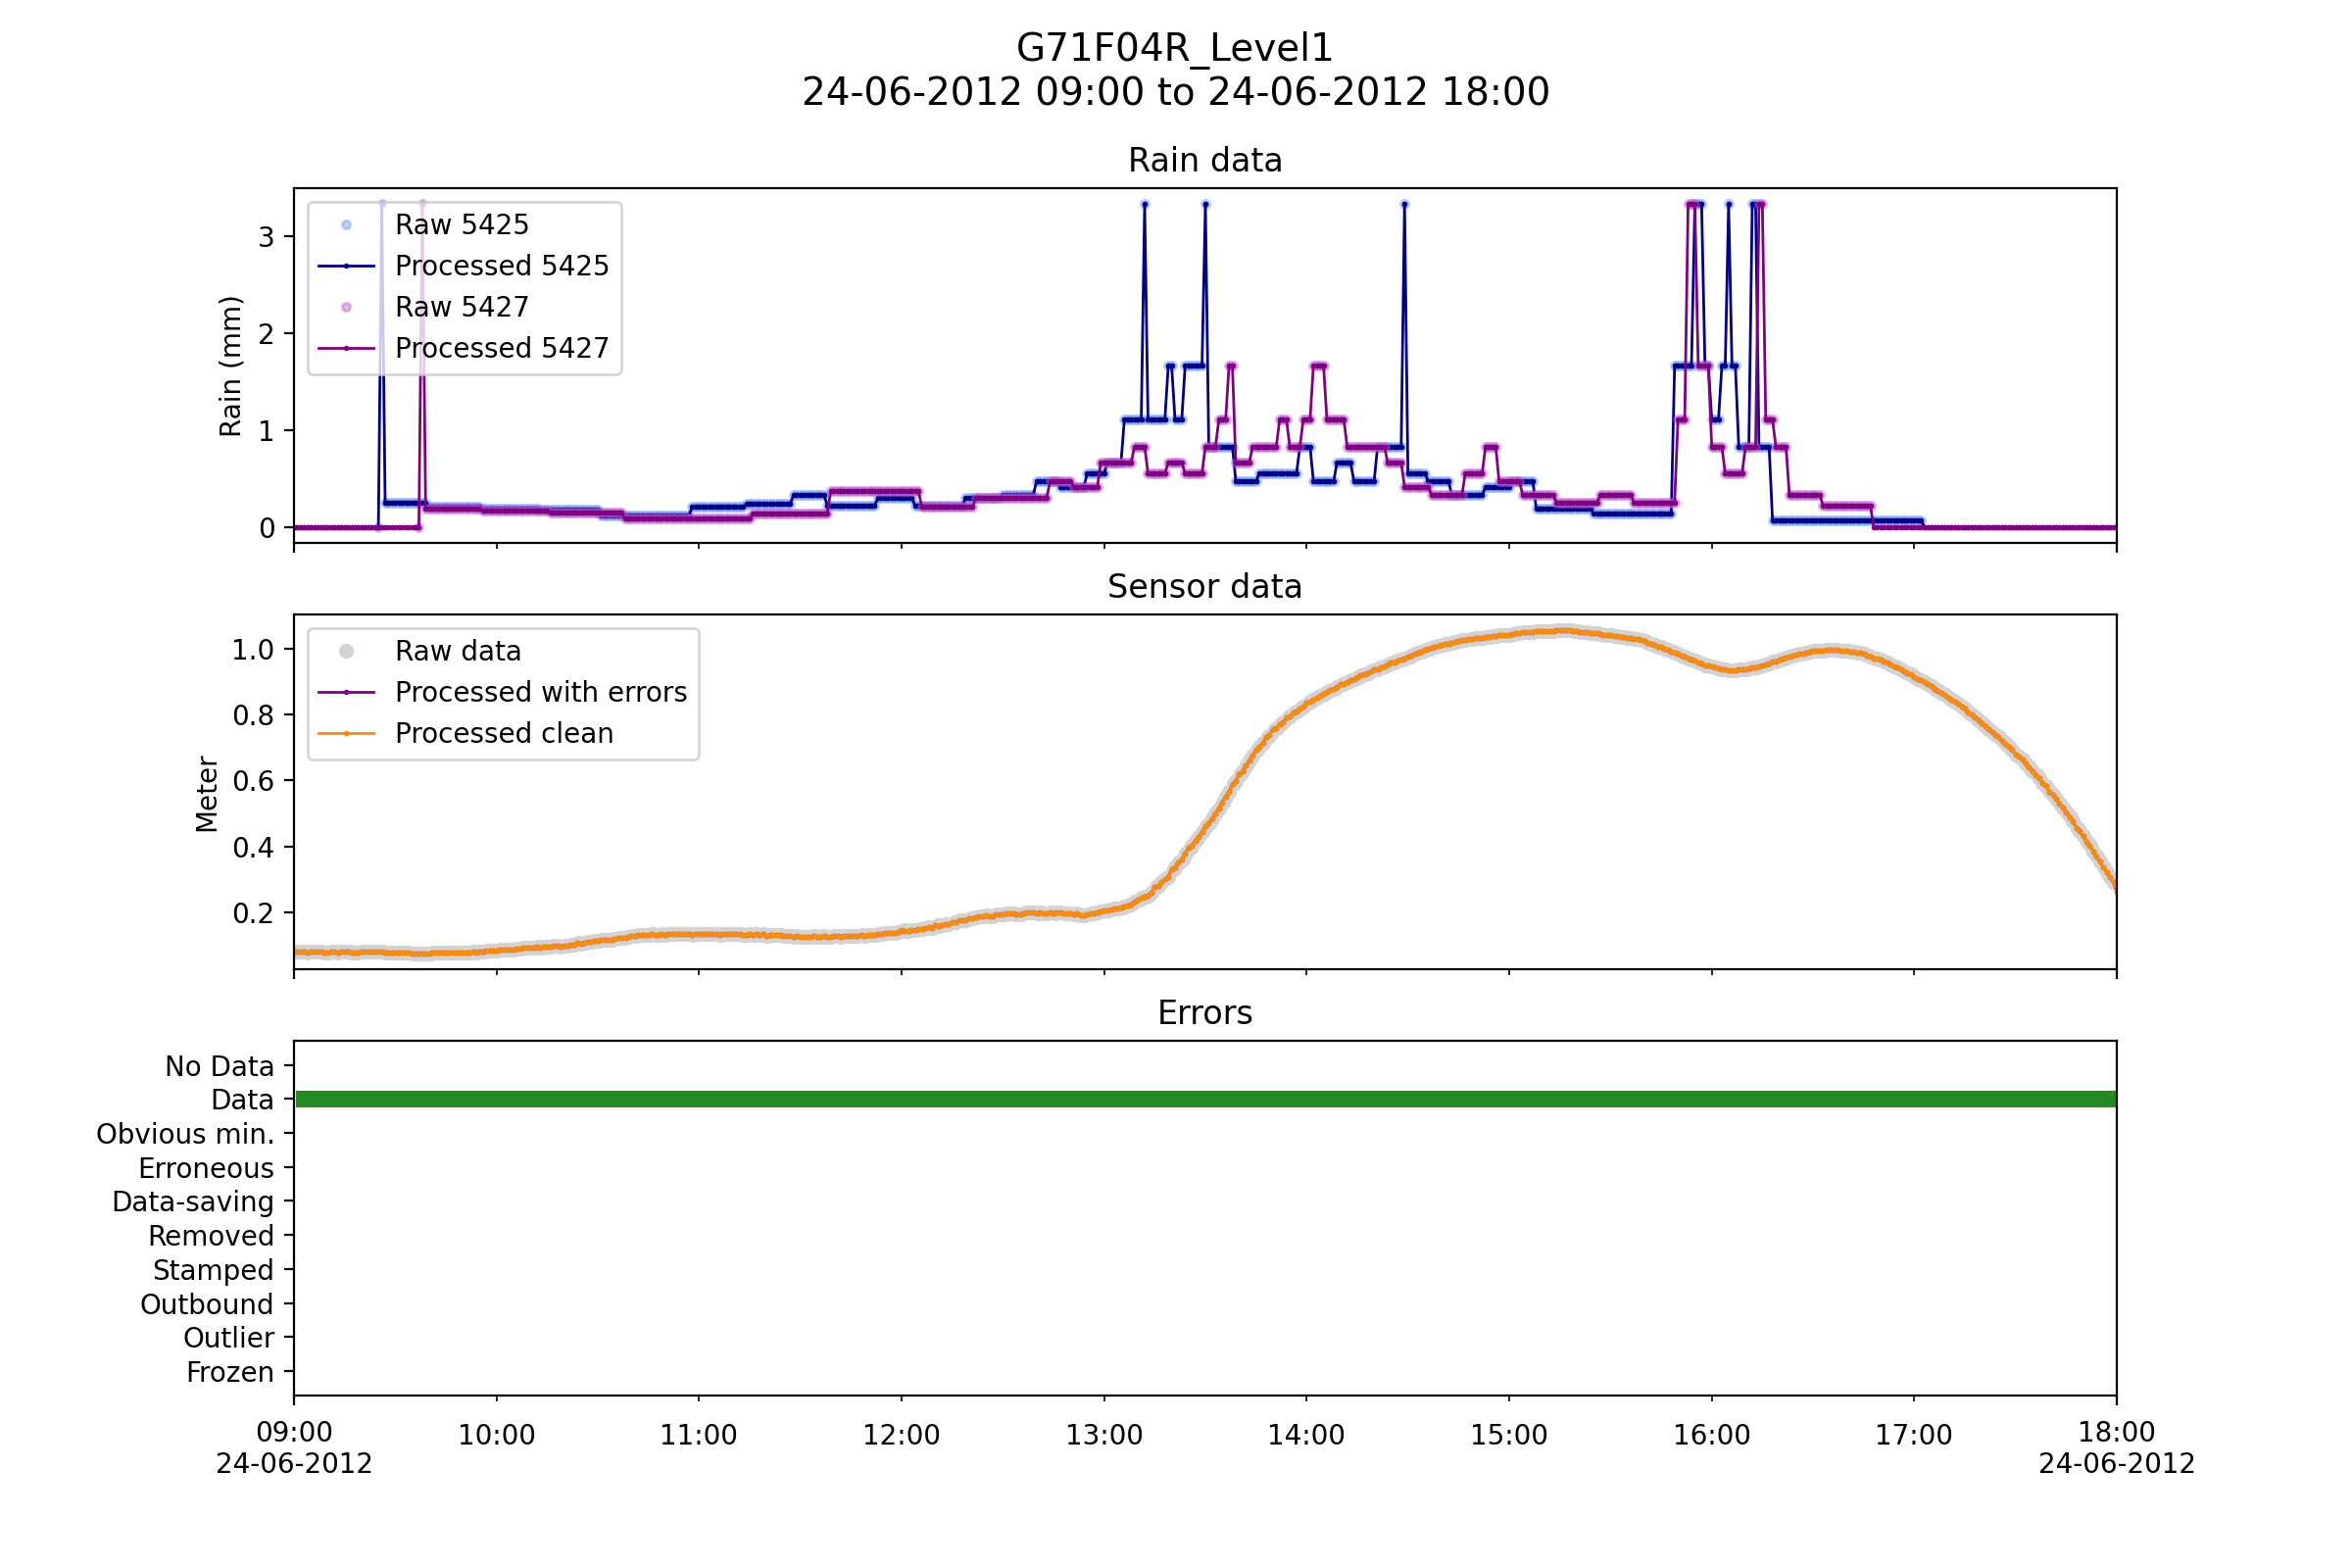 G71F04R_Level1
24-06-2012 09:00 to 24-06-2012 18:00
Rain data
Rain (mm)
3
2
1
0
Raw 5425
Processed 5425
Raw 5427
Processed 5427
Sensor data
Meter
1.0
0.8
0.6
0.4
0.2
Raw data
Processed with errors
Processed clean
Errors
No Data
Data
Obvious min.
Erroneous
Data-saving
Removed
Stamped
Outbound
Outlier
Frozen
09:00 10:00 11:00 12:00 13:00 14:00 15:00 16:00 17:00 18:00
24-06-2012 24-06-2012